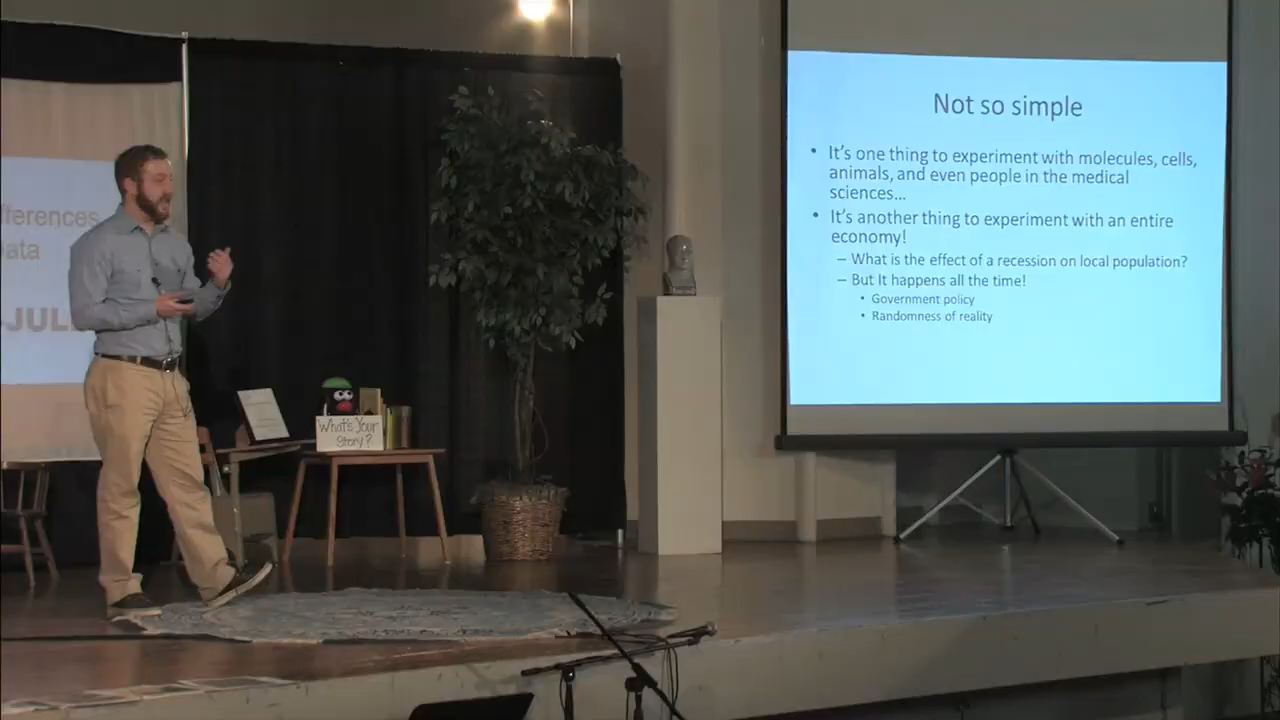 fferences
ata
JULI
What's Your
Story?
Not so simple
• It's one thing to experiment with molecules, cells,
animals, and even people in the medical
sciences...
• It's another thing to experiment with an entire
economy!
– What is the effect of a recession on local population?
– But It happens all the time!
• Government policy
• Randomness of reality